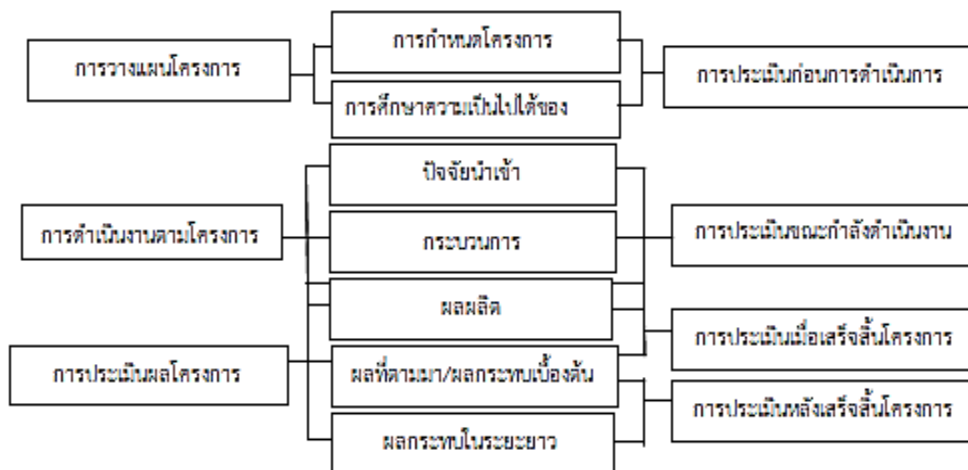 การวางแผนโครงการ
การกำหนดโครงการ
การศึกษาความเป็นไปได้ของ
การประเมินก่อนการดำเนินการ
การดำเนินงานตามโครงการ
ปัจจัยนำเข้า
กระบวนการ
ผลผลิต
การประเมินขณะกำลังดำเนินงาน
การประเมินผลโครงการ
ผลที่ตามมา/ผลกระทบเบื้องต้น
ผลกระทบในระยะยาว
การประเมินเมื่อเสร็จสิ้นโครงการ
การประเมินหลังเสร็จสิ้นโครงการ